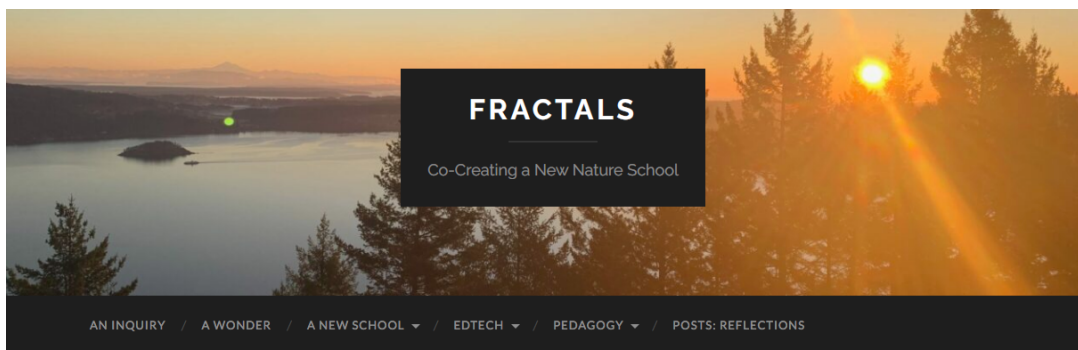 FRACTALS
Co-Creating a New Nature School
AN INQUIRY / A WONDER / A NEW SCHOOL / EDTECH / PEDAGOGY / POSTS: REFLECTIONS